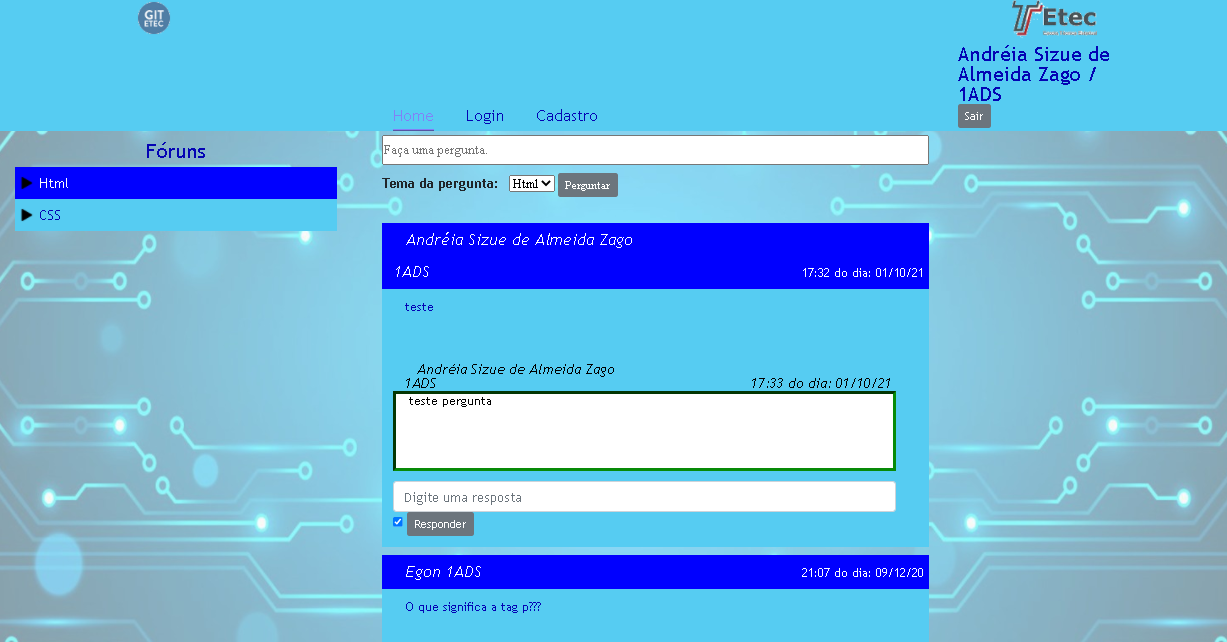 GIT
ETEC
Etec
Andréia Sizue de
Almeida Zago /
1ADS
Sair
Home Login Cadastro
Fóruns
Html
CSS
Faça uma pergunta.
Tema da pergunta: Html Perguntar
Andréia Sizue de Almeida Zago
1ADS 17:32 do dia: 01/10/21
teste
Andréia Sizue de Almeida Zago
1ADS 17:33 do dia: 01/10/21
teste pergunta
Digite uma resposta
Responder
Egon 1ADS 21:07 do dia: 09/12/20
O que significa a tag p???